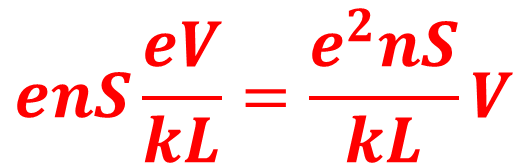 enS eV/kL = e²nS/kL V